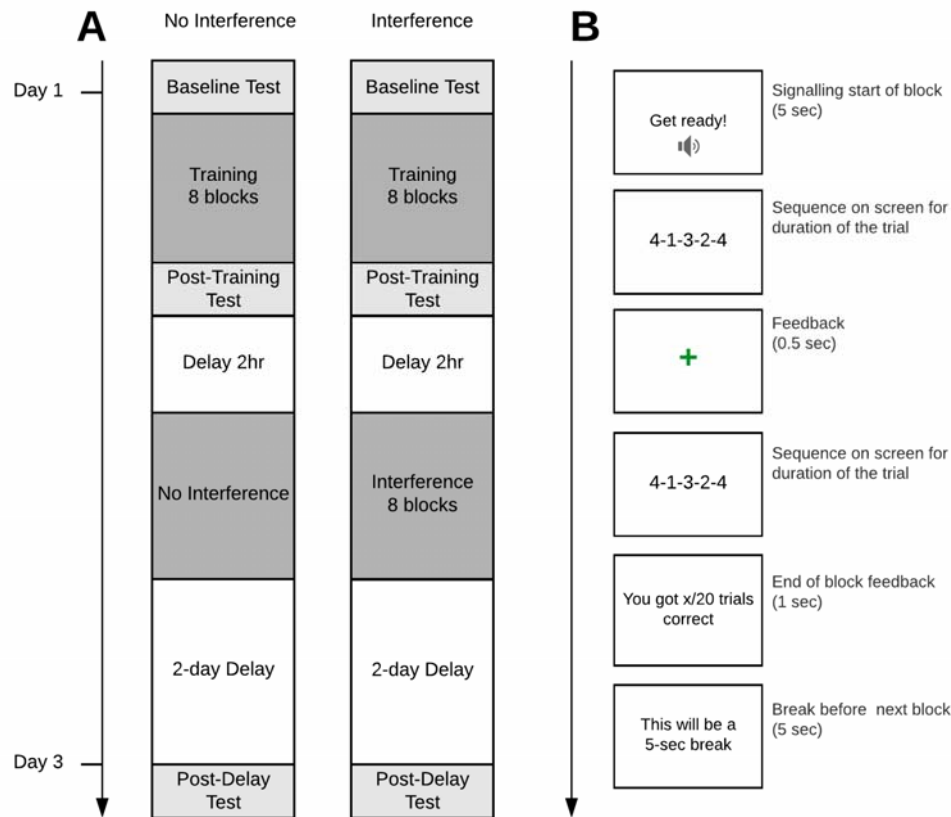 A
No Interference
Interference
Day 1
Baseline Test
Training
8 blocks
Post-Training
Test
Delay 2hr
No Interference
2-day Delay
Day 3
Post-Delay
Test
Baseline Test
Training
8 blocks
Post-Training
Test
Delay 2hr
Interference
8 blocks
2-day Delay
Post-Delay
Test
B
Get ready!
Signalling start of block
(5 sec)
4-1-3-2-4
Sequence on screen for
duration of the trial
+
Feedback
(0.5 sec)
4-1-3-2-4
Sequence on screen for
duration of the trial
You got x/20 trials
correct
End of block feedback
(1 sec)
This will be a
5-sec break
Break before next block
(5 sec)